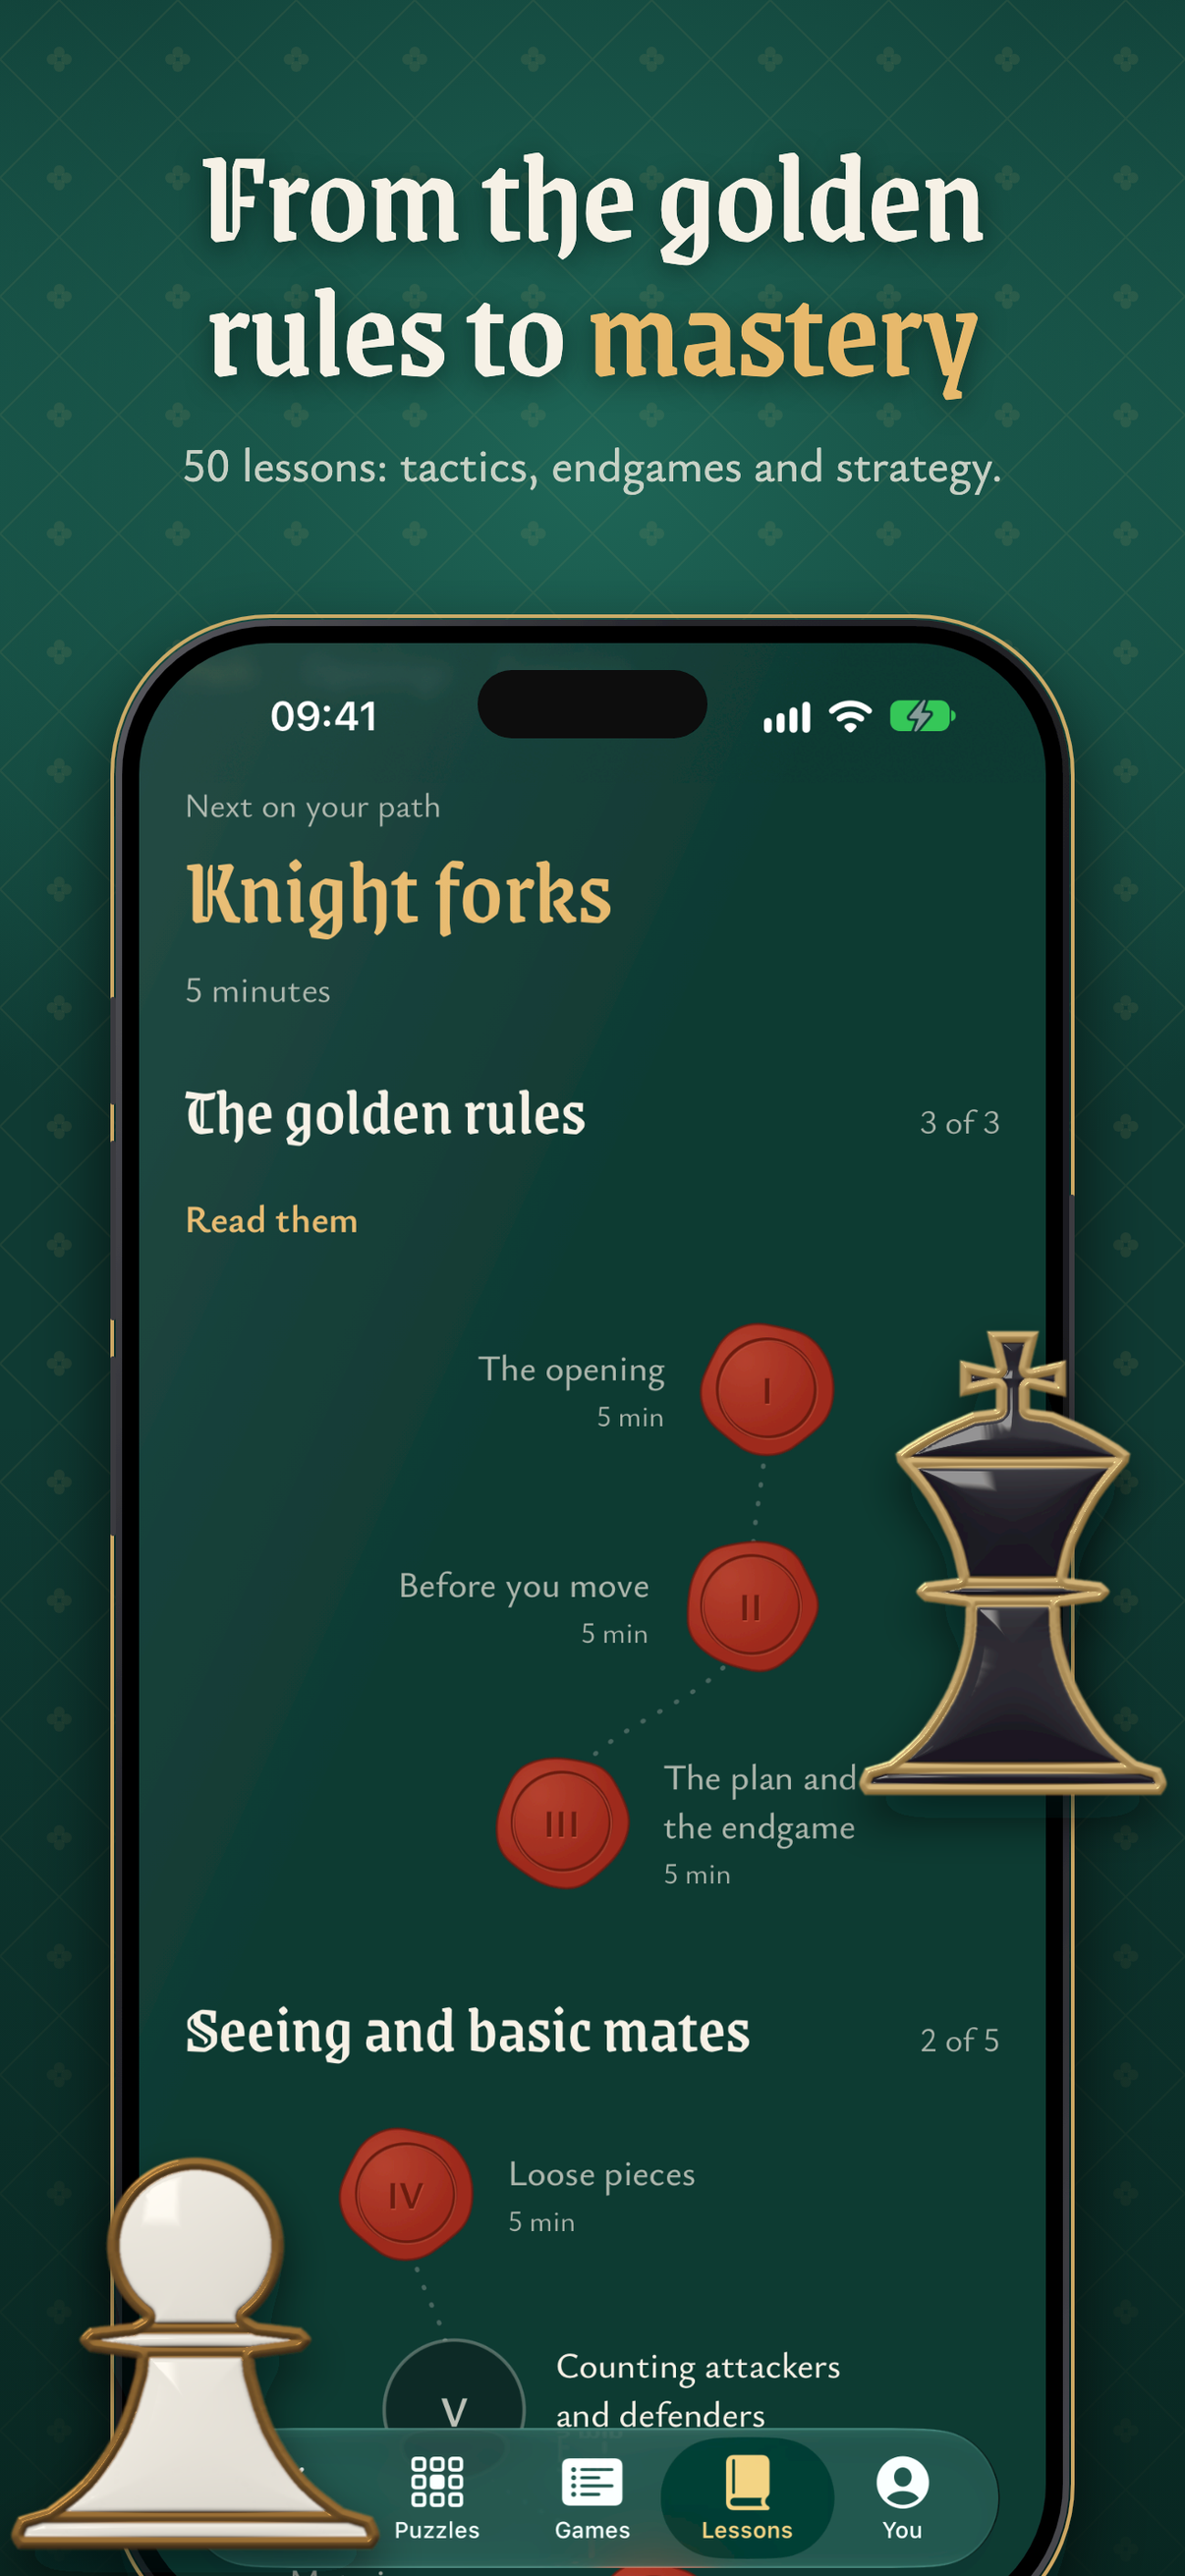 From the golden
rules to mastery
50 lessons: tactics, endgames and strategy.
09:41
Next on your path
Knight forks
5 minutes
The golden rules
3 of 3
Read them
The opening
5 min
I
Before you move
5 min
II
III
The plan and
the endgame
5 min
Seeing and basic mates
2 of 5
IV
Loose pieces
5 min
V
Counting attackers
and defenders
Puzzles
Games
Lessons
You